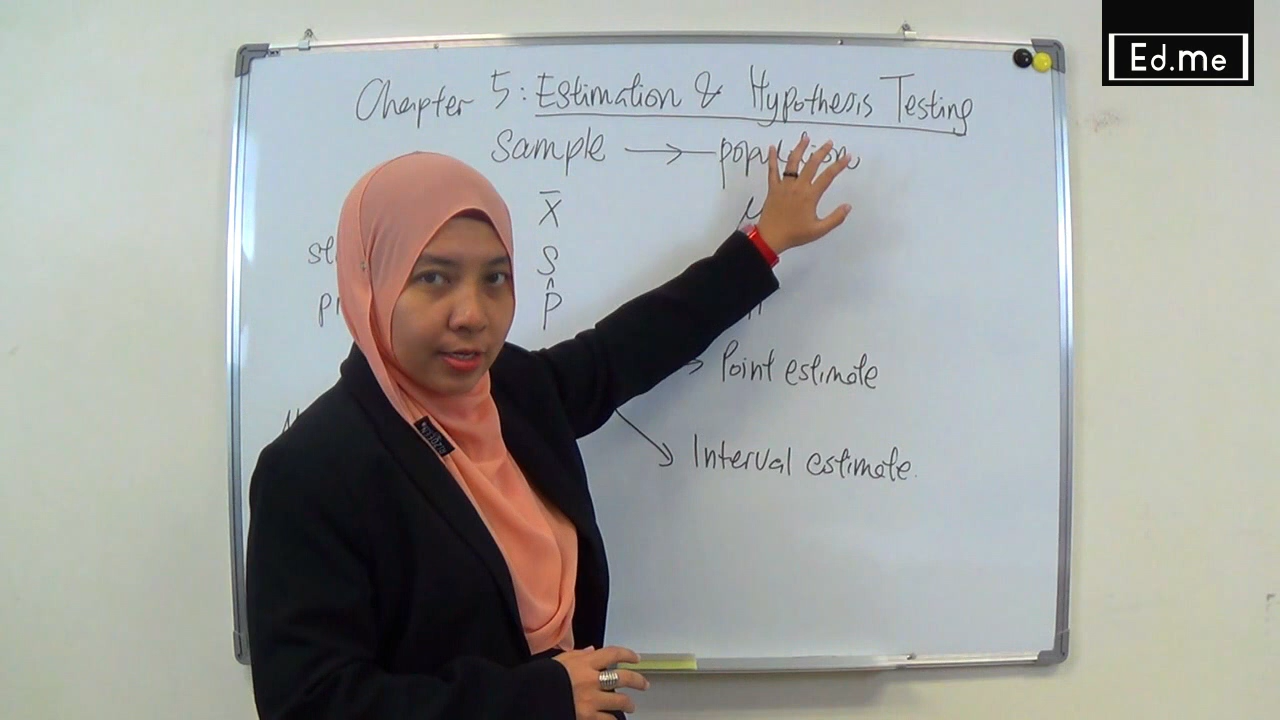 Ed.me
Chapter 5: Estimation & Hypothesis Testing
Sample → population
X̄ μ
S
p̂
→ Point estimate
→ Interval estimate.